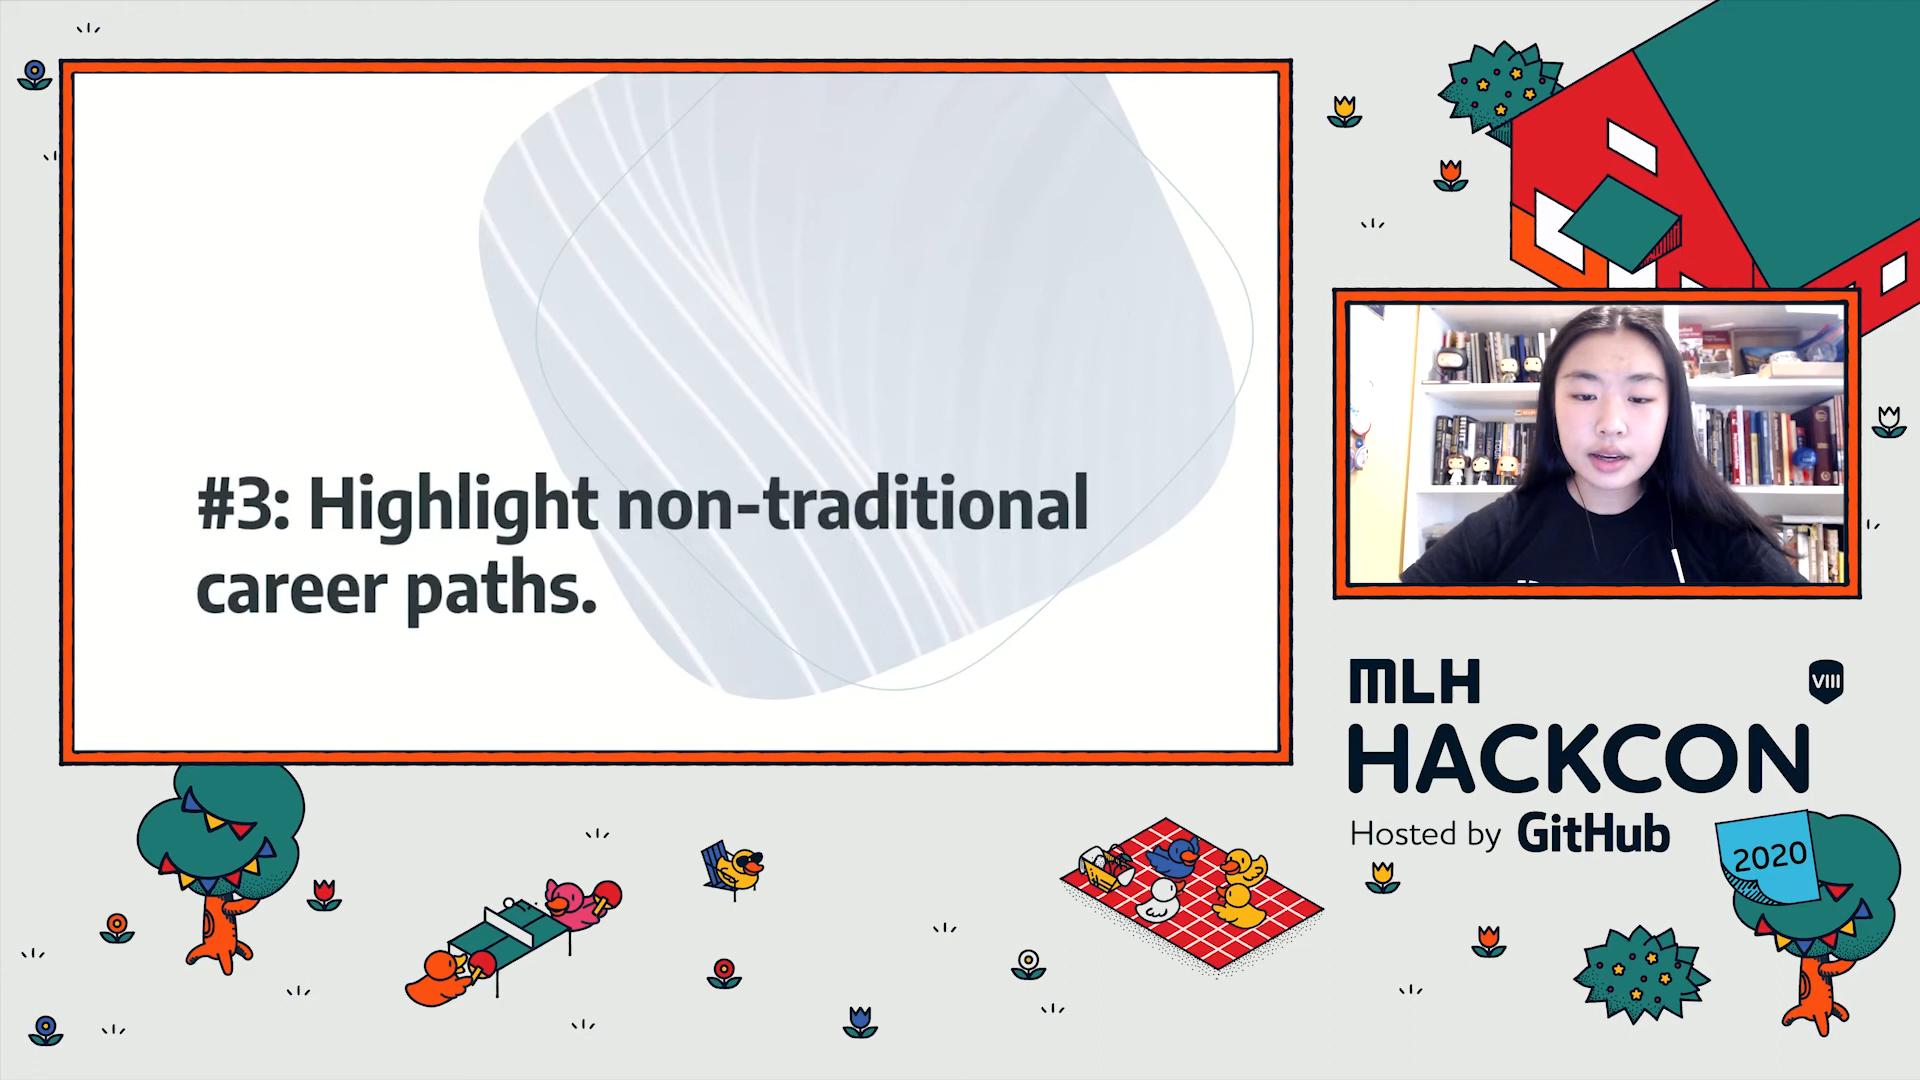 #3: Highlight non-traditional
career paths.
MLH
VIII
HACKCON
Hosted by GitHub
2020